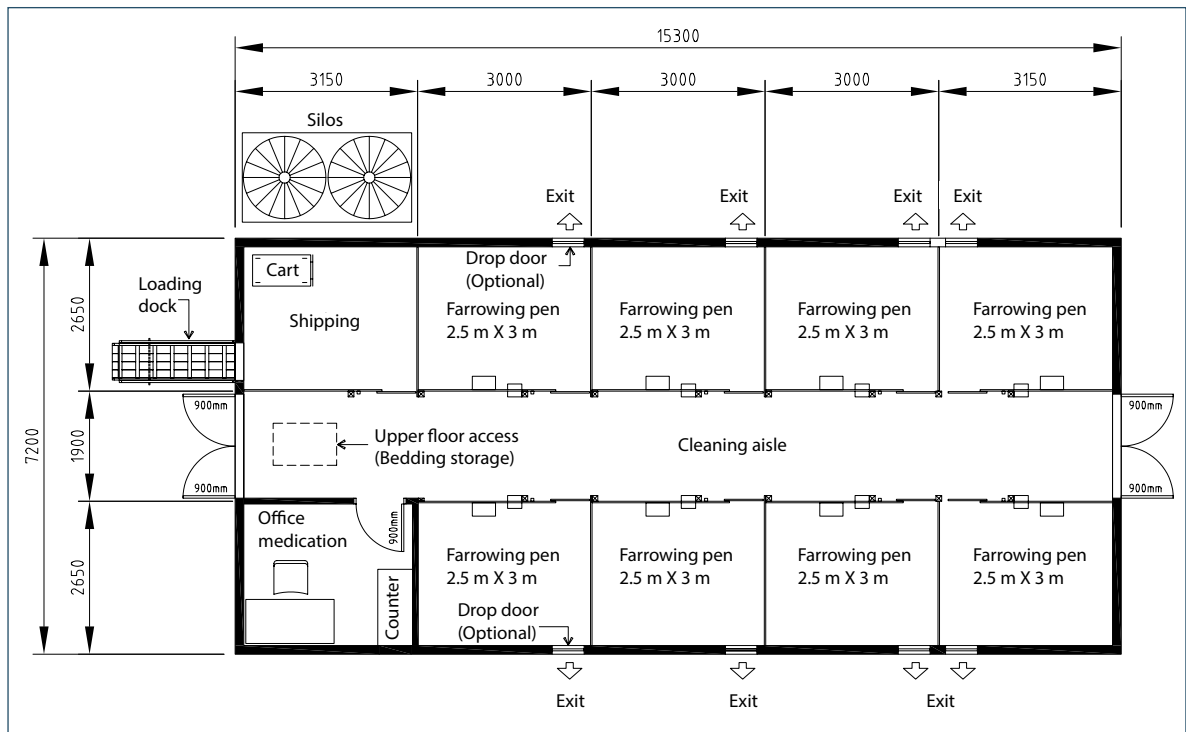 15300
3150
3000
3000
3000
3150
Silos
Exit
Exit
Exit
Exit
Drop door
(Optional)
Cart
Loading
dock
Shipping
Farrowing pen
2.5 m X 3 m
Farrowing pen
2.5 m X 3 m
Farrowing pen
2.5 m X 3 m
Farrowing pen
2.5 m X 3 m
2650
900mm
900mm
7200
1900
Upper floor access
(Bedding storage)
Cleaning aisle
900mm
900mm
Office
medication
900mm
2650
Counter
Farrowing pen
2.5 m X 3 m
Farrowing pen
2.5 m X 3 m
Farrowing pen
2.5 m X 3 m
Farrowing pen
2.5 m X 3 m
Drop door
(Optional)
Exit
Exit
Exit